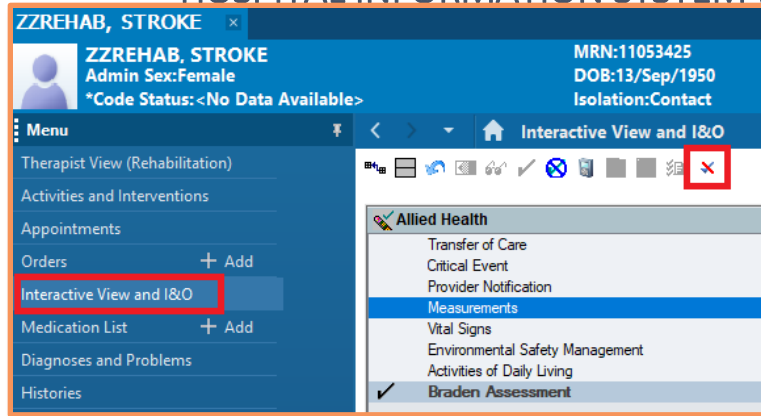 HOSPITAL INFORMATION SYSTEM
ZZREHAB, STROKE ×
ZZREHAB, STROKE
Admin Sex:Female
*Code Status:<No Data Available>
MRN:11053425
DOB:13/Sep/1950
Isolation:Contact
Menu
Interactive View and I&O
Therapist View (Rehabilitation)
Activities and Interventions
Appointments
Orders + Add
Interactive View and I&O
Medication List + Add
Diagnoses and Problems
Histories
Allied Health
Transfer of Care
Critical Event
Provider Notification
Measurements
Vital Signs
Environmental Safety Management
Activities of Daily Living
Braden Assessment